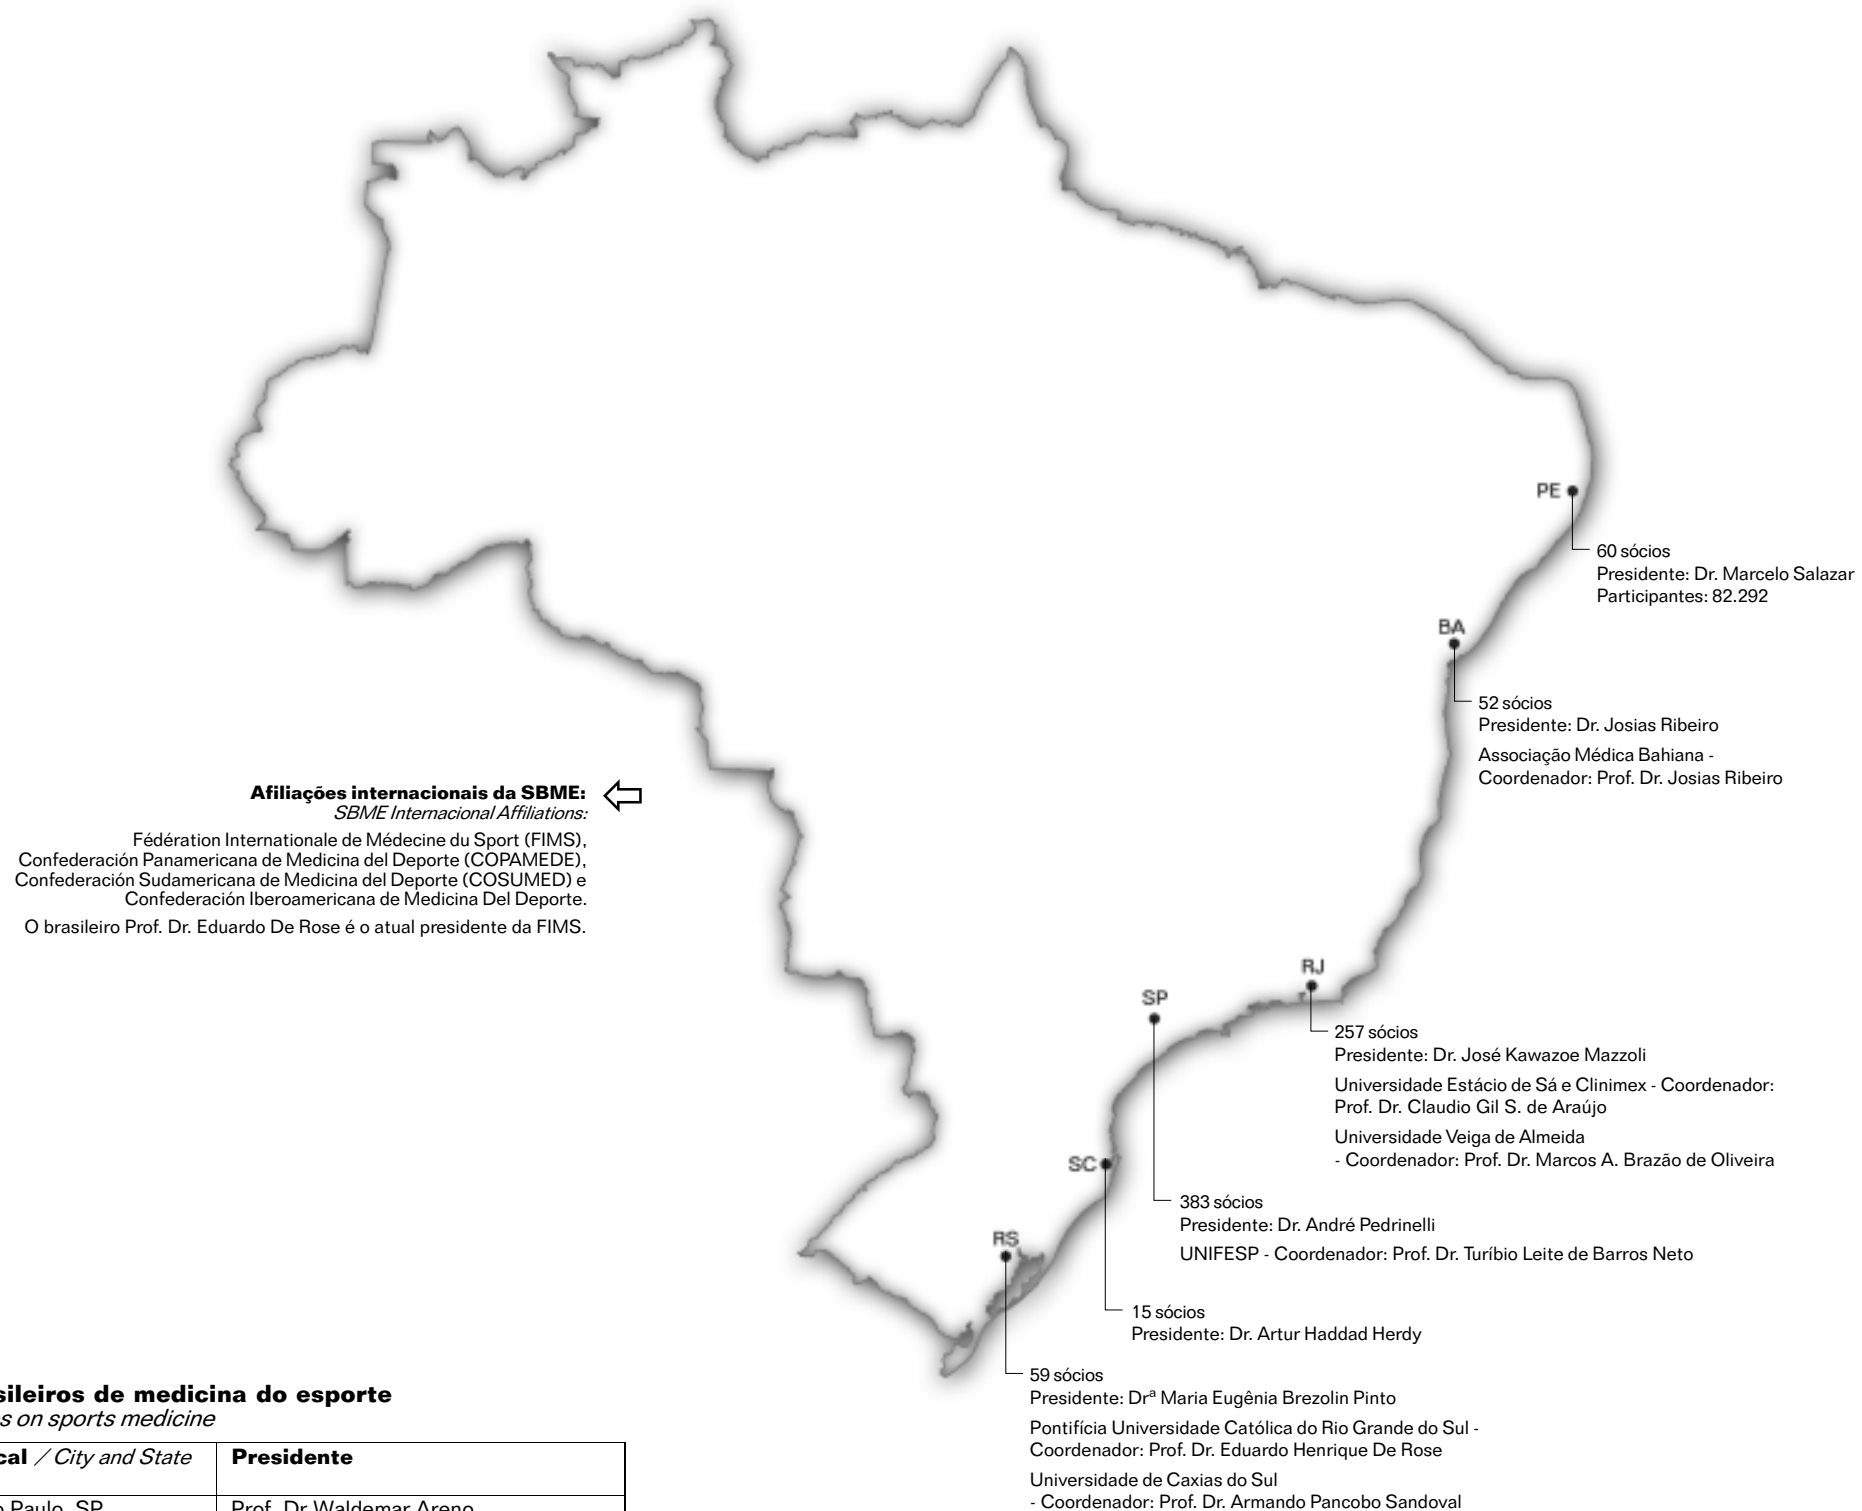 PE
60 sócios
Presidente: Dr. Marcelo Salazar
Participantes: 82.292
BA
52 sócios
Presidente: Dr. Josias Ribeiro
Associação Médica Bahiana -
Coordenador: Prof. Dr. Josias Ribeiro
Afiliações internacionais da SBME:
SBME Internacional Affiliations:
Fédération Internationale de Médecine du Sport (FIMS),
Confederación Panamericana de Medicina del Deporte (COPAMEDE),
Confederación Sudamericana de Medicina del Deporte (COSUMED) e
Confederación Iberoamericana de Medicina Del Deporte.
O brasileiro Prof. Dr. Eduardo De Rose é o atual presidente da FIMS.
RJ
257 sócios
Presidente: Dr. José Kawazoe Mazzoli
Universidade Estácio de Sá e Clinimex - Coordenador:
Prof. Dr. Claudio Gil S. de Araújo
Universidade Veiga de Almeida
- Coordenador: Prof. Dr. Marcos A. Brazão de Oliveira
SP
383 sócios
Presidente: Dr. André Pedrinelli
UNIFESP - Coordenador: Prof. Dr. Turíbio Leite de Barros Neto
SC
15 sócios
Presidente: Dr. Artur Haddad Herdy
RS
59 sócios
Presidente: Drª Maria Eugênia Brezolin Pinto
Pontifícia Universidade Católica do Rio Grande do Sul -
Coordenador: Prof. Dr. Eduardo Henrique De Rose
Universidade de Caxias do Sul
- Coordenador: Prof. Dr. Armando Pancobo Sandoval
sileiros de medicina do esporte
s on sports medicine
cal / City and State Presidente
o Paulo, SP Prof. Dr Waldemar Areno